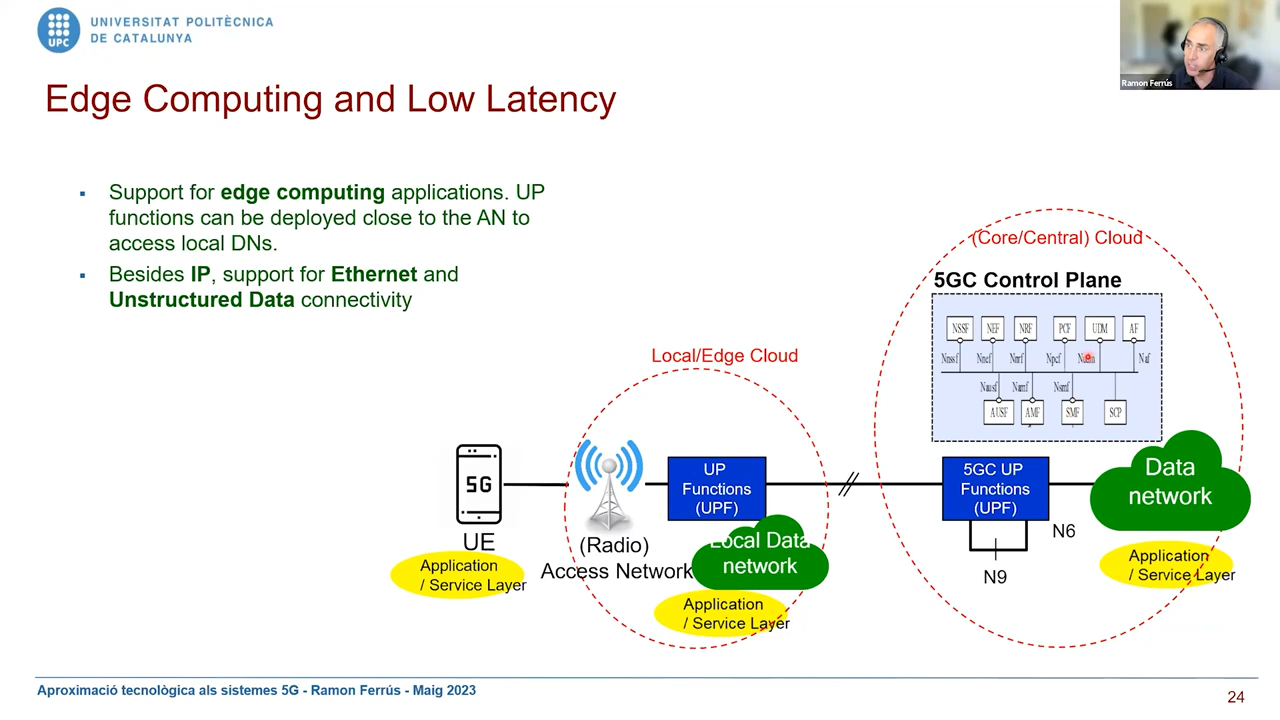 UNIVERSITAT POLITÈCNICA
DE CATALUNYA
UPC
Ramon Ferrús
Edge Computing and Low Latency
Support for edge computing applications. UP
functions can be deployed close to the AN to
access local DNs.
Besides IP, support for Ethernet and
Unstructured Data connectivity
(Core/Central) Cloud
5GC Control Plane
NSSF NEF NRF PCF UDM AF
Nnssf Nnef Nnrf Npcf Naf
Nausf Namf Nsmf
AUSF AMF SMF SCP
Local/Edge Cloud
5G
UE
Application
/ Service Layer
(Radio)
Access Network
UP
Functions
(UPF)
Local Data
network
Application
/ Service Layer
5GC UP
Functions
(UPF)
N6
N9
Data
network
Application
/ Service Layer
Aproximació tecnològica als sistemes 5G - Ramon Ferrús - Maig 2023
24